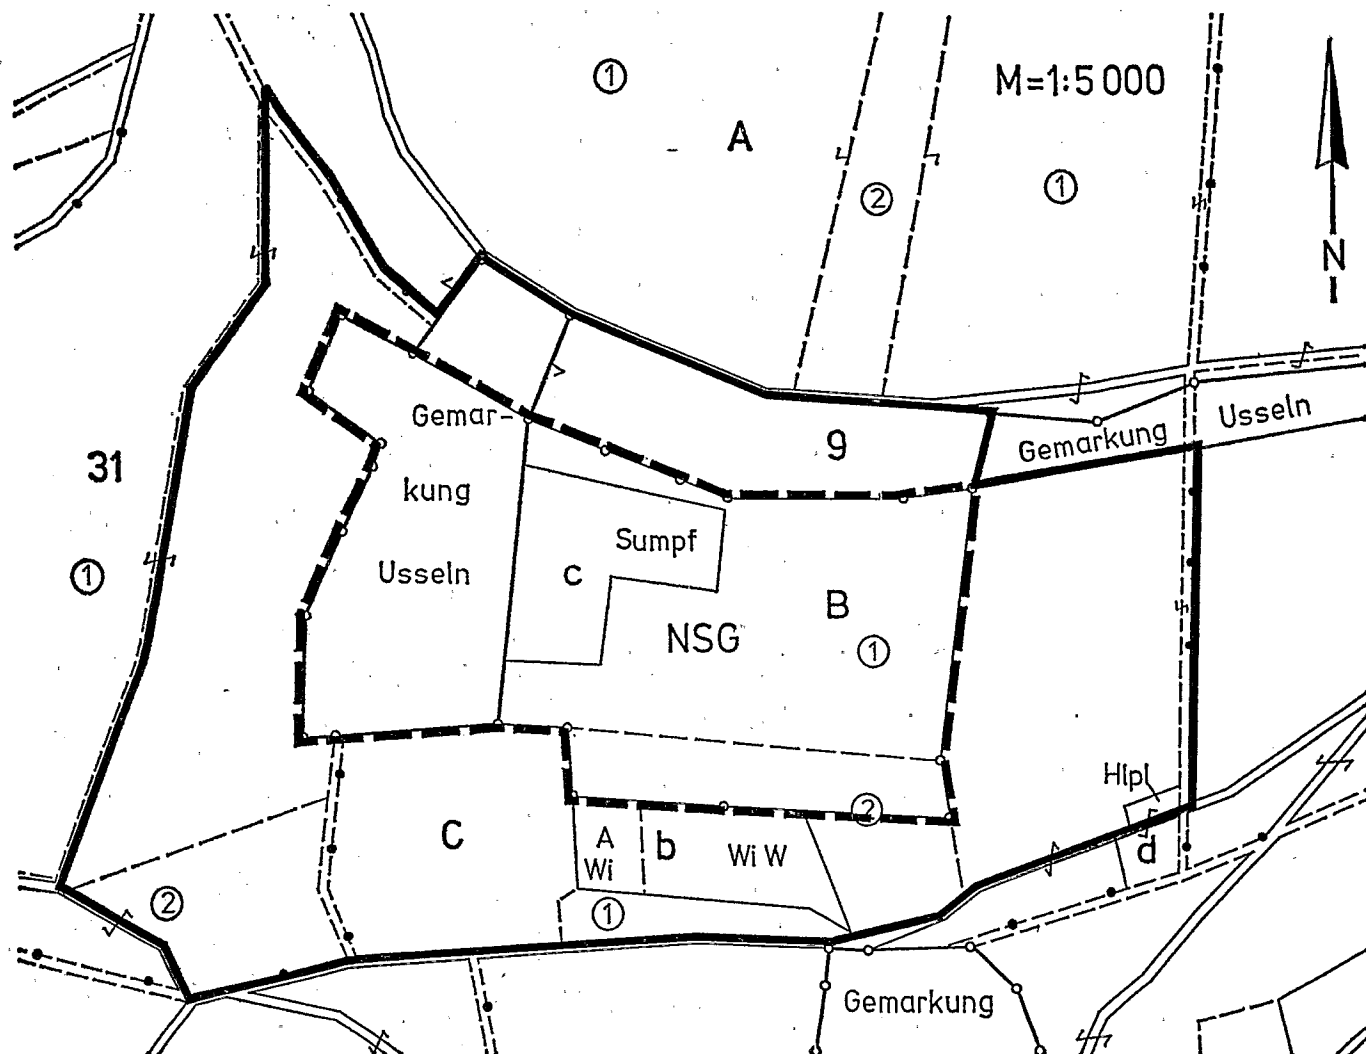 1
M=1:5 000
A
2
1
N
Gemar-
kung
Usseln
9
Gemarkung Usseln
31
1
Sumpf
c
B
NSG
1
Hlpl
2
C
A
Wi
b
Wi W
d
2
1
Gemarkung